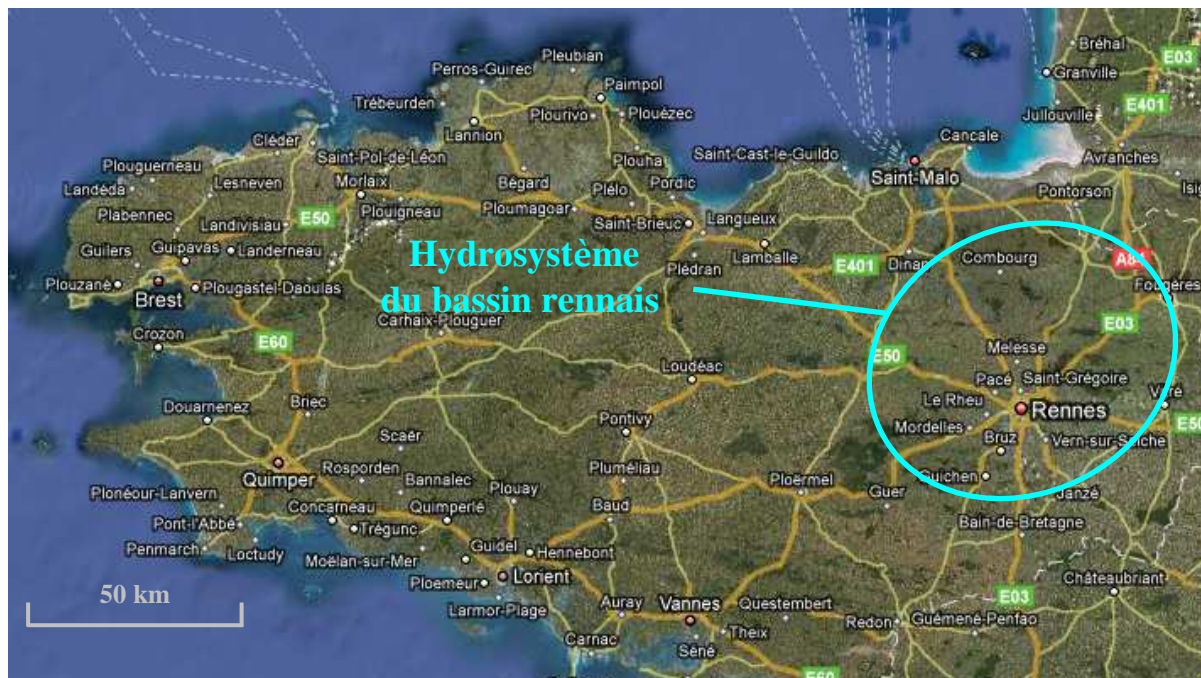 Bréhal
Pleubian
E03
Perros-Guirec
Granville
Paimpol
Trébeurden
E401
Plourivo
Plouézec
Jullouville
Lannion
Cléder
Cancale
Saint-Pol-de-Léon
Plouha
Saint-Cast-le-Guildo
Avranches
Plouguerneau
Saint-Malo
Lesneven
Morlaix
Bégard
Plélo
Pordic
Landéda
Pontorson
Plabennec
Landivisiau
E50
Plouigneau
Ploumagoar
Saint-Brieuc
Langueux
Guilers
Guipavas
Landerneau
Hydrosystème
du bassin rennais
Plédran
Lamballe
E401
Dinan
Combourg
Plouzané
Brest
Plougastel-Daoulas
Fougères
Carhaix-Plouguer
Crozon
E60
E03
Loudéac
E50
Melesse
Pacé
Saint-Grégoire
Douarnenez
Briec
Le Rheu
Rennes
Vitré
Pontivy
Mordelles
E50
Scaër
Bruz
Vern-sur-Seiche
Quimper
Rosporden
Bannalec
Pluméliau
Ploërmel
Guichen
Plonéour-Lanvern
Plouay
Guer
Janzé
Concarneau
Quimperlé
Baud
Pont-l'Abbé
Trégunc
Bain-de-Bretagne
Penmarch
Loctudy
Moëlan-sur-Mer
Guidel
Hennebont
Ploemeur
Lorient
Châteaubriant
50 km
Larmor-Plage
Auray
Vannes
Questembert
E03
Redon
Guémené-Penfao
Carnac
Theix
Séné
E60